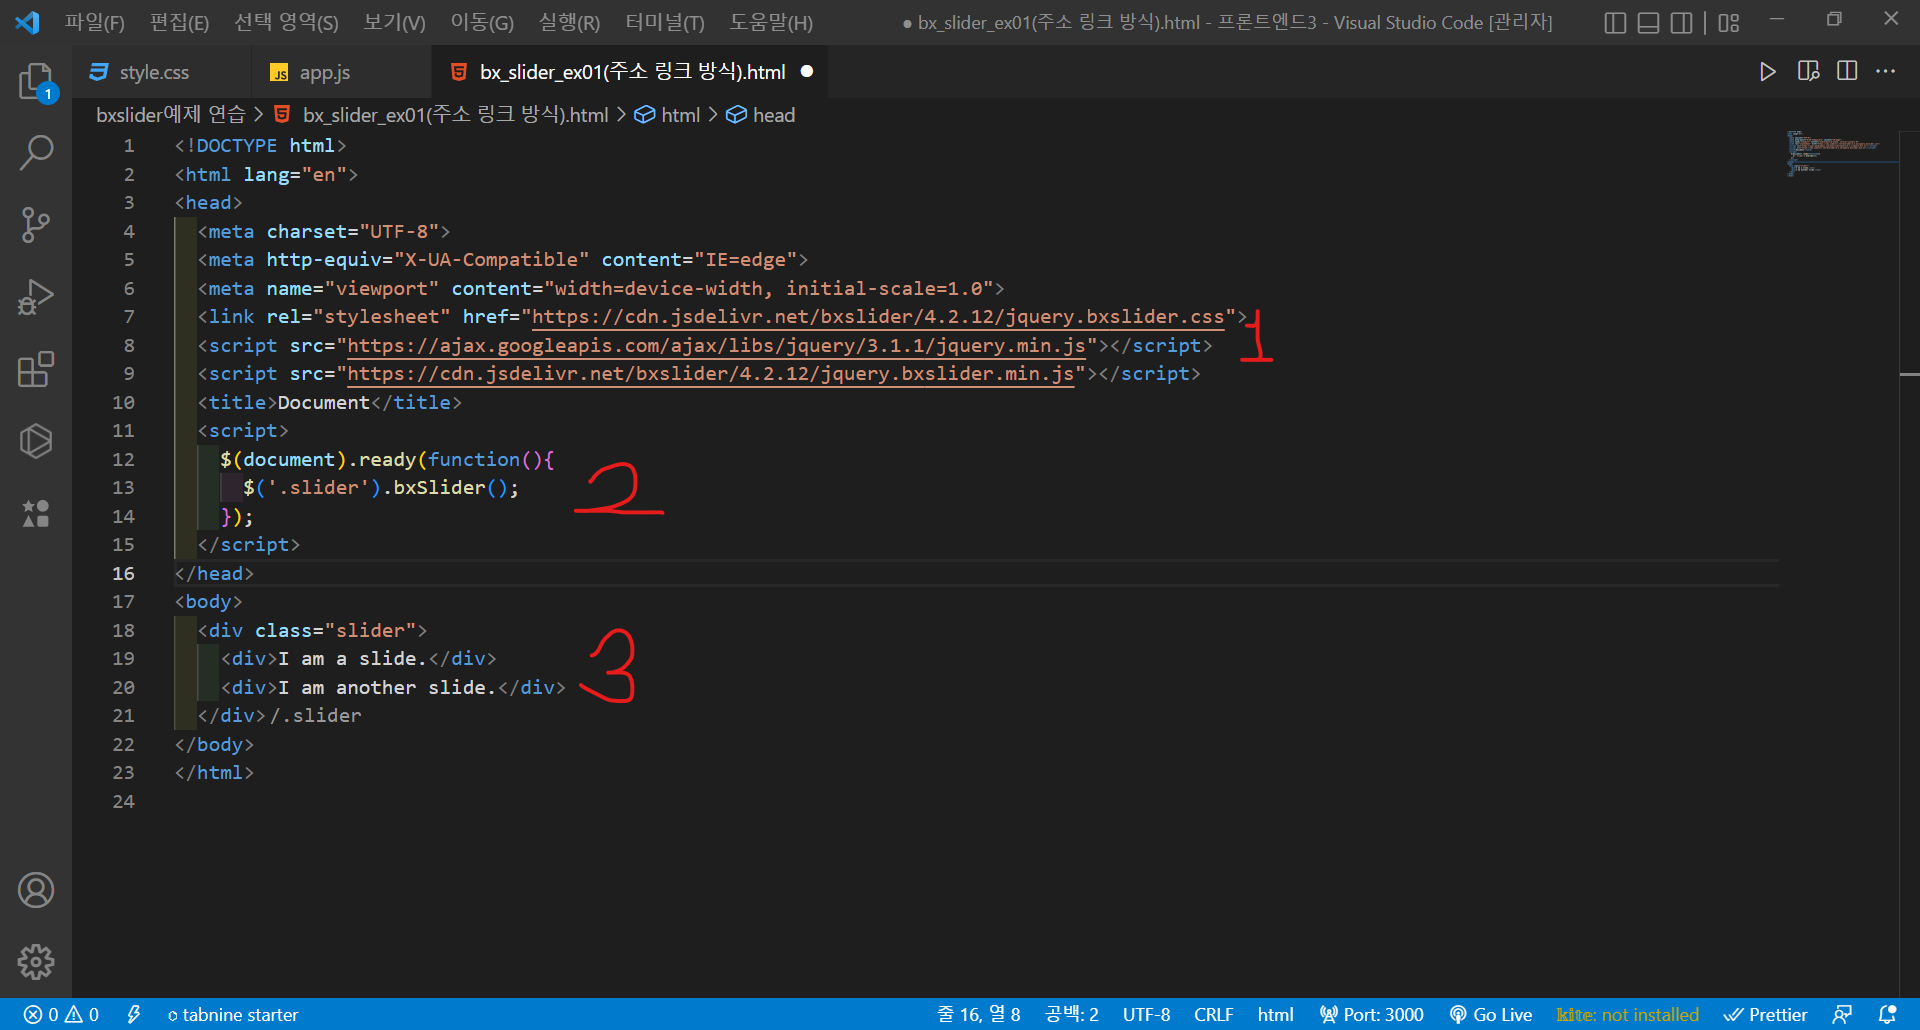 파일(F) 편집(E) 선택 영역(S) 보기(V) 이동(G) 실행(R) 터미널(T) 도움말(H) ● bx_slider_ex01(주소 링크 방식).html - 프론트엔드3 - Visual Studio Code [관리자]
style.css JS app.js bx_slider_ex01(주소 링크 방식).html
1
bxslider예제 연습 > bx_slider_ex01(주소 링크 방식).html > html > head
1 <!DOCTYPE html>
2 <html lang="en">
3 <head>
4 <meta charset="UTF-8">
5 <meta http-equiv="X-UA-Compatible" content="IE=edge">
6 <meta name="viewport" content="width=device-width, initial-scale=1.0">
7 <link rel="stylesheet" href="https://cdn.jsdelivr.net/bxslider/4.2.12/jquery.bxslider.css">
8 <script src="https://ajax.googleapis.com/ajax/libs/jquery/3.1.1/jquery.min.js"></script> 1
9 <script src="https://cdn.jsdelivr.net/bxslider/4.2.12/jquery.bxslider.min.js"></script>
10 <title>Document</title>
11 <script>
12 $(document).ready(function(){
13 $('.slider').bxSlider(); 2
14 });
15 </script>
16 </head>
17 <body>
18 <div class="slider">
19 <div>I am a slide.</div> 3
20 <div>I am another slide.</div>
21 </div>/.slider
22 </body>
23 </html>
24
0 0 tabnine starter 줄 16, 열 8 공백: 2 UTF-8 CRLF html Port: 3000 Go Live kite: not installed Prettier